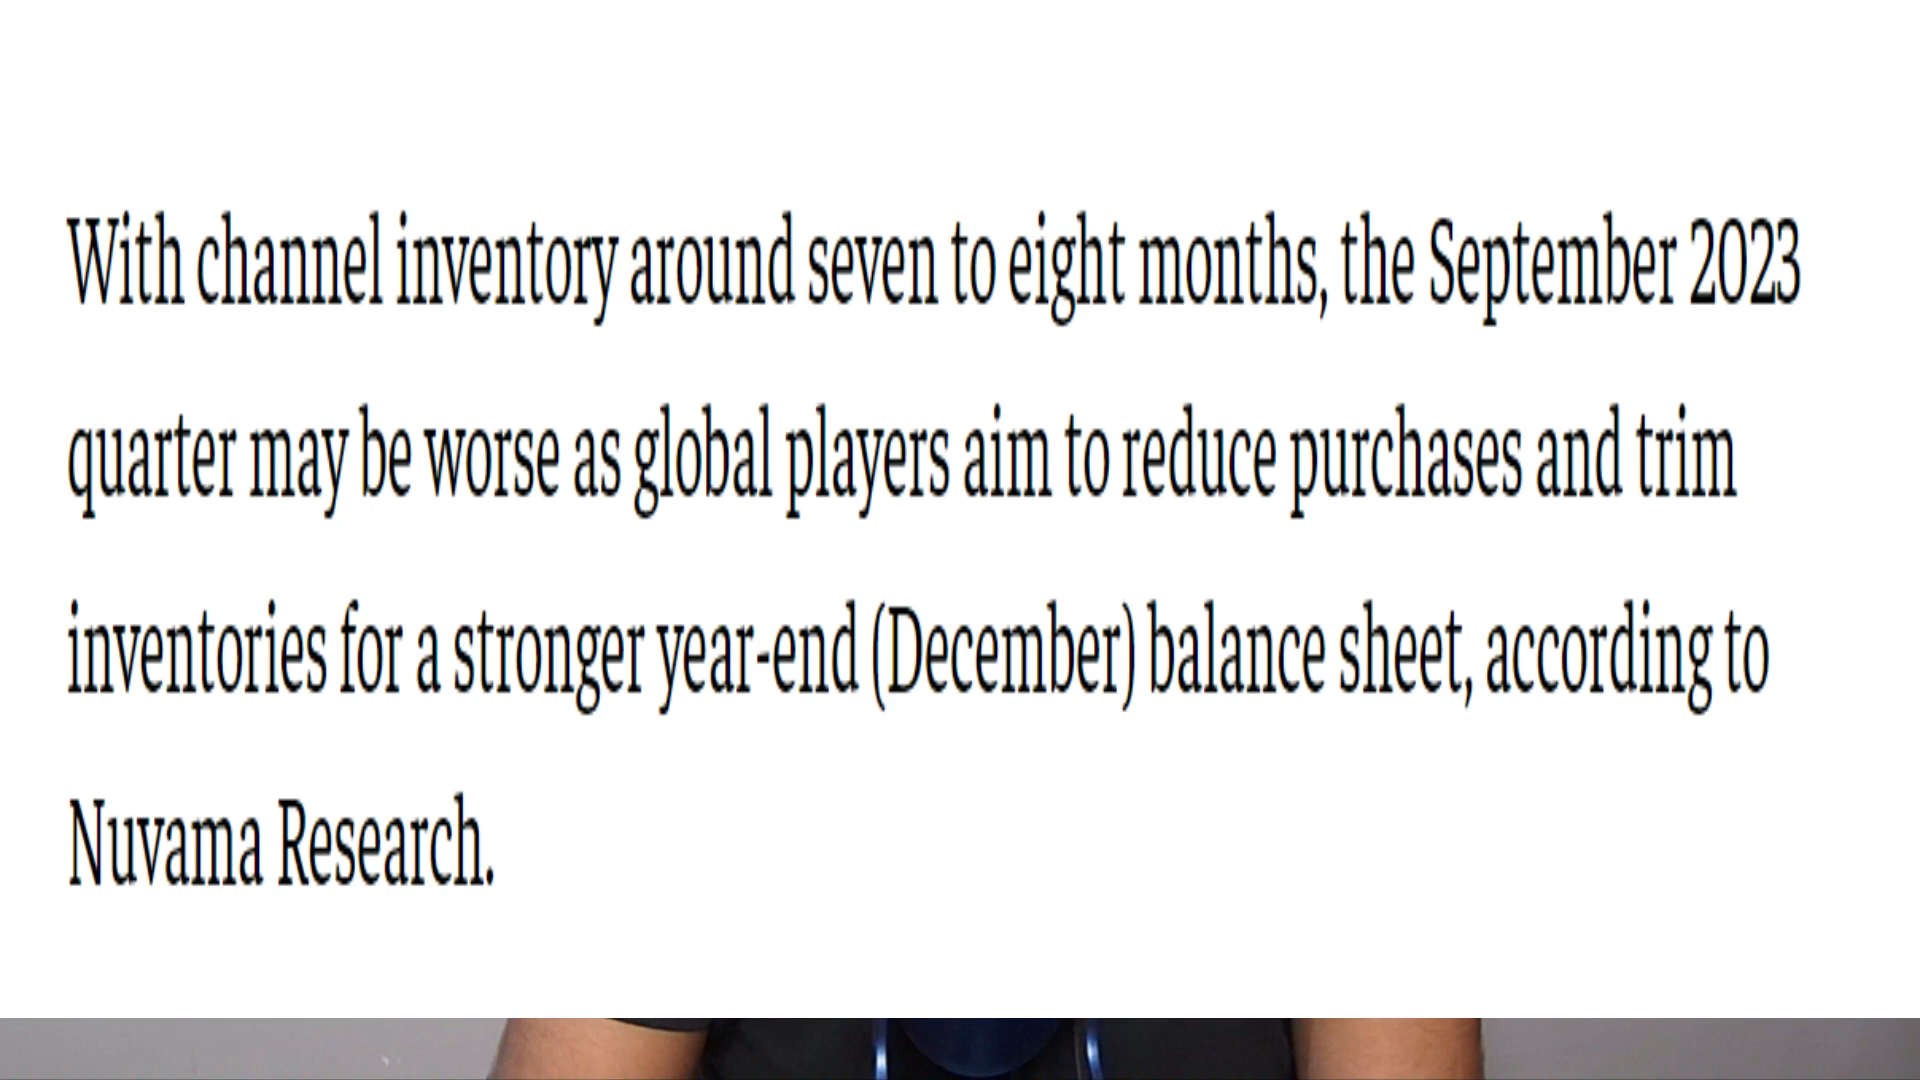 With channel inventory around seven to eight months, the September 2023
quarter may be worse as global players aim to reduce purchases and trim
inventories for a stronger year-end (December) balance sheet, according to
Nuvama Research.